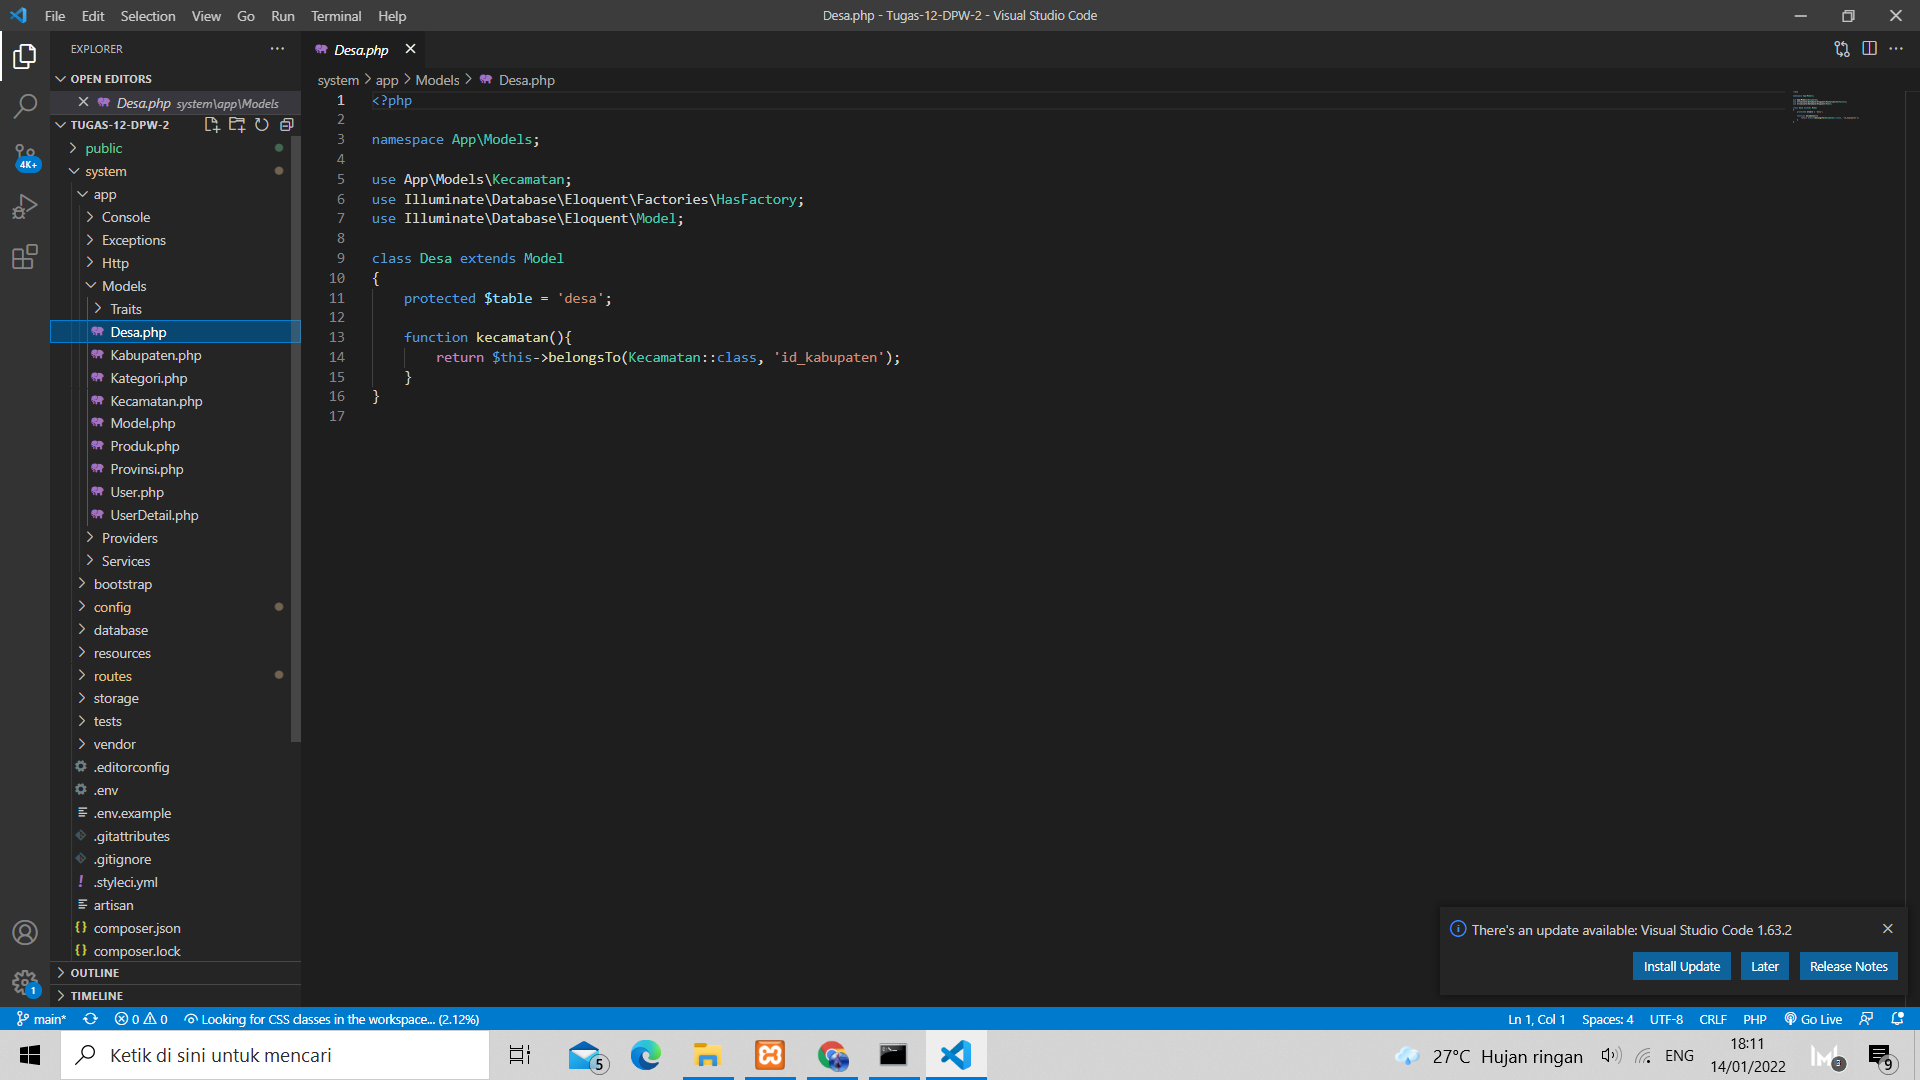 File Edit Selection View Go Run Terminal Help
Desa.php - Tugas-12-DPW-2 - Visual Studio Code
EXPLORER
OPEN EDITORS
Desa.php system\app\Models
TUGAS-12-DPW-2
public
system
app
Console
Exceptions
Http
Models
Traits
Desa.php
Kabupaten.php
Kategori.php
Kecamatan.php
Model.php
Produk.php
Provinsi.php
User.php
UserDetail.php
Providers
Services
bootstrap
config
database
resources
routes
storage
tests
vendor
.editorconfig
.env
.env.example
.gitattributes
.gitignore
.styleci.yml
artisan
composer.json
composer.lock
OUTLINE
TIMELINE
4K+
1
Desa.php
system > app > Models > Desa.php
1 <?php
2
3 namespace App\Models;
4
5 use App\Models\Kecamatan;
6 use Illuminate\Database\Eloquent\Factories\HasFactory;
7 use Illuminate\Database\Eloquent\Model;
8
9 class Desa extends Model
10 {
11 protected $table = 'desa';
12
13 function kecamatan(){
14 return $this->belongsTo(Kecamatan::class, 'id_kabupaten');
15 }
16 }
17
There's an update available: Visual Studio Code 1.63.2
Install Update Later Release Notes
main* 0 0 Looking for CSS classes in the workspace... (2.12%)
Ln 1, Col 1 Spaces: 4 UTF-8 CRLF PHP Go Live
Ketik di sini untuk mencari
5
27°C Hujan ringan ENG
18:11
14/01/2022
3
9